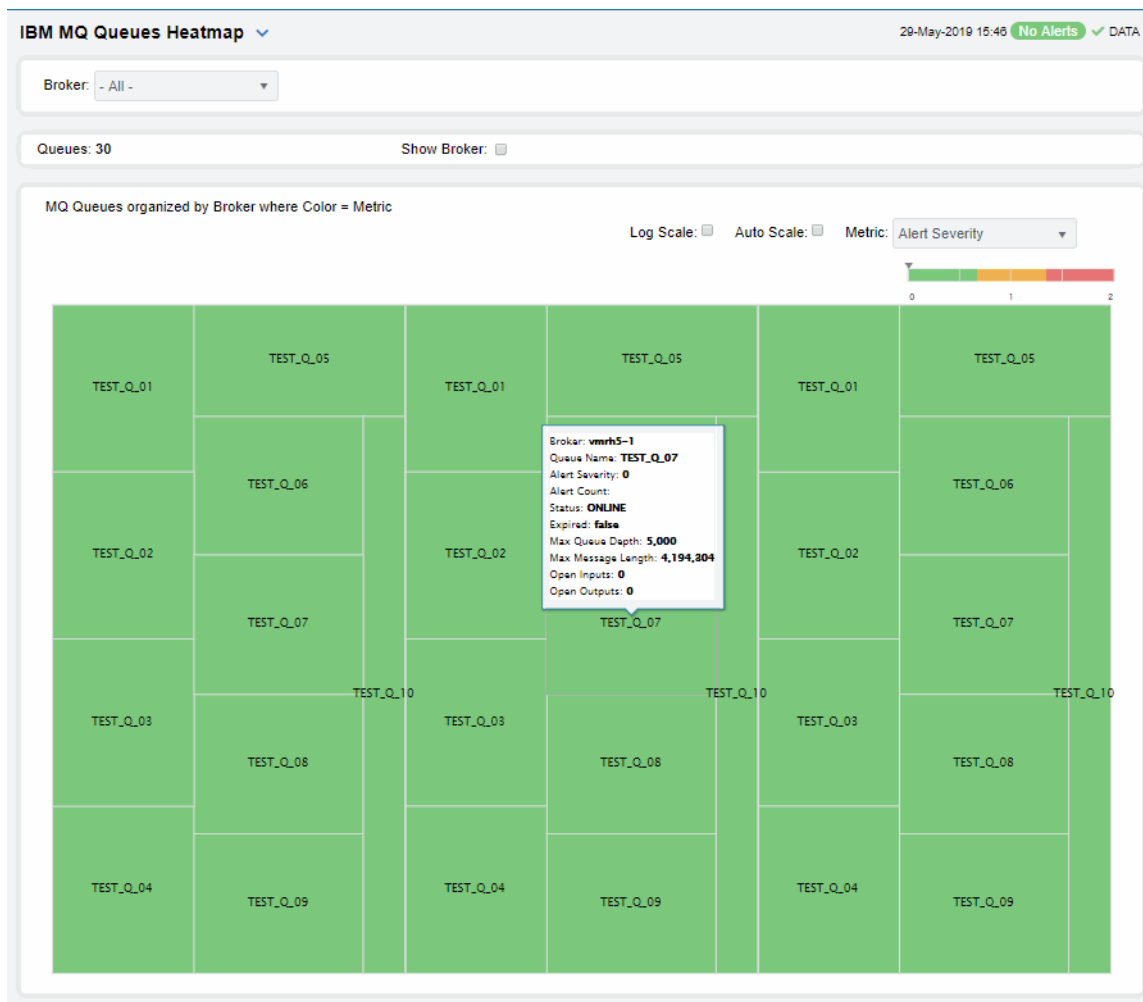 IBM MQ Queues Heatmap
29-May-2019 15:46 No Alerts DATA
Broker: - All -
Queues: 30 Show Broker:
MQ Queues organized by Broker where Color = Metric
Log Scale: Auto Scale: Metric: Alert Severity
0 1 2
TEST_Q_01
TEST_Q_02
TEST_Q_03
TEST_Q_04
TEST_Q_05
TEST_Q_06
TEST_Q_07
TEST_Q_08
TEST_Q_09
TEST_Q_10
TEST_Q_01
TEST_Q_02
TEST_Q_03
TEST_Q_04
TEST_Q_05
Broker: vmrh5-1
Queue Name: TEST_Q_07
Alert Severity: 0
Alert Count:
Status: ONLINE
Expired: false
Max Queue Depth: 5,000
Max Message Length: 4,194,304
Open Inputs: 0
Open Outputs: 0
TEST_Q_07
TEST_Q_08
TEST_Q_09
TEST_Q_10
TEST_Q_01
TEST_Q_02
TEST_Q_03
TEST_Q_04
TEST_Q_05
TEST_Q_06
TEST_Q_07
TEST_Q_08
TEST_Q_09
TEST_Q_10